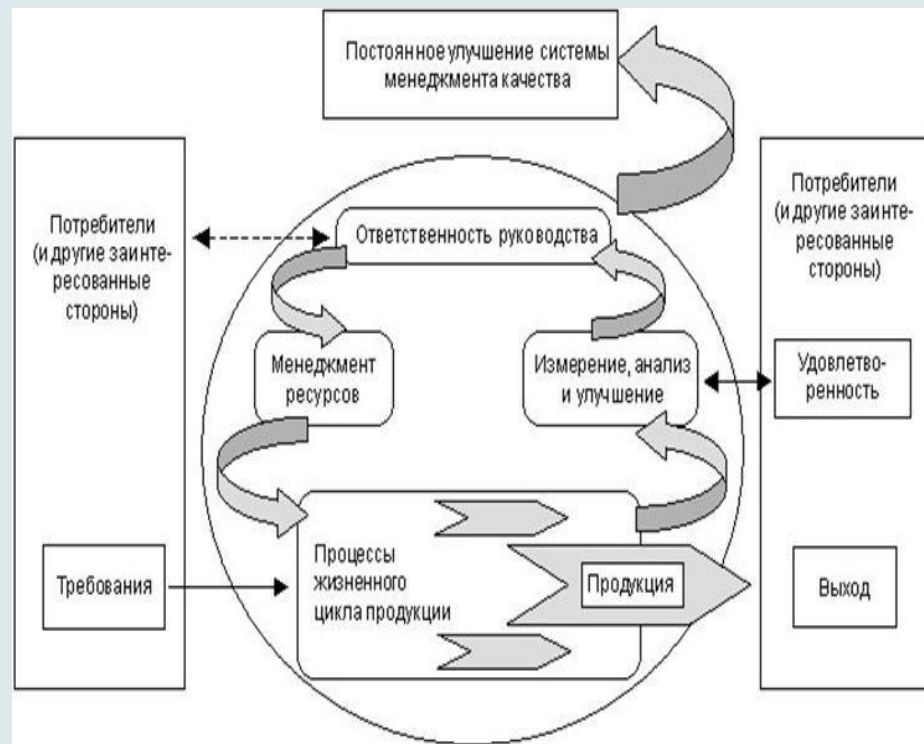 Постоянное улучшение системы
менеджмента качества
Потребители
(и другие заинте-
ресованные
стороны)
Ответственность руководства
Потребители
(и другие заинте-
ресованные
стороны)
Менеджмент
ресурсов
Измерение, анализ
и улучшение
Удовлетво-
ренность
Требования
Процессы
жизненного
цикла продукции
Продукция
Выход